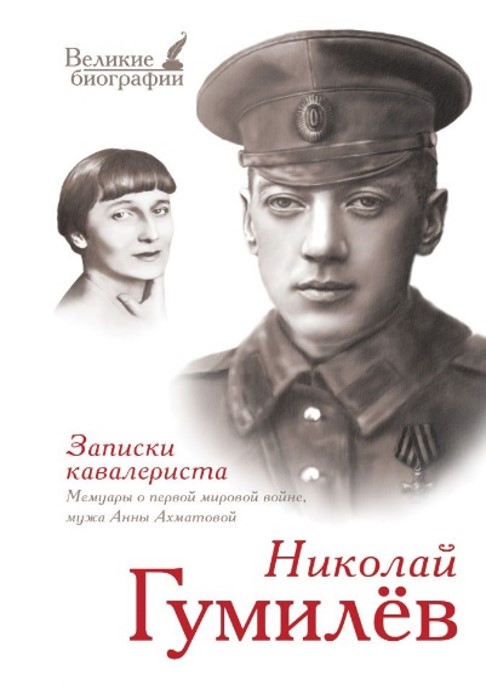 Великие
биографии
Записки
кавалериста
Мемуары о первой мировой войне,
мужа Анны Ахматовой
Николай
Гумилёв